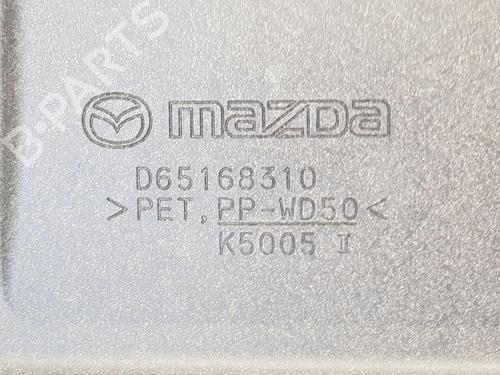 B-PARTS
mazda
D65168310
>PET,PP-WD50<
K5005 I